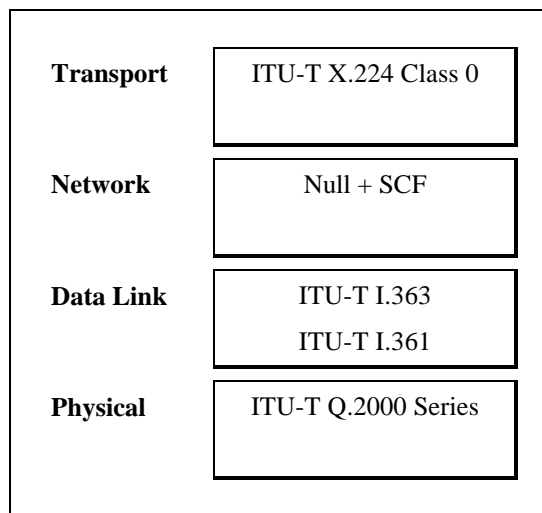 Transport ITU-T X.224 Class 0
Network Null + SCF
Data Link ITU-T I.363
ITU-T I.361
Physical ITU-T Q.2000 Series